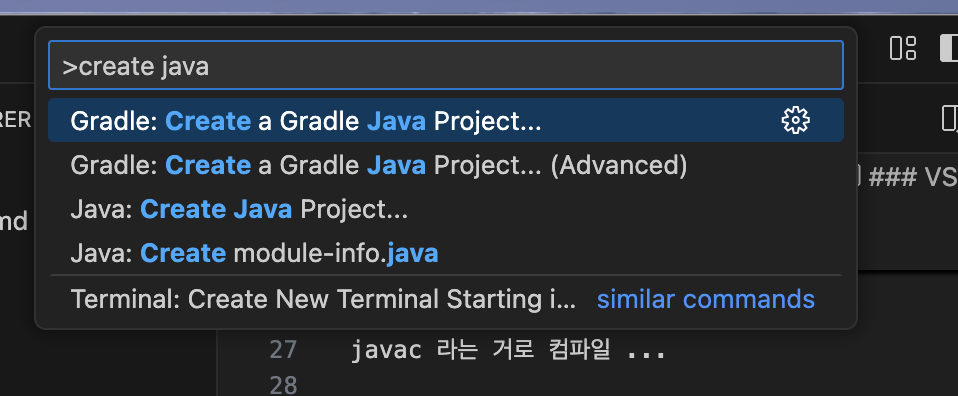 >create java
Gradle: Create a Gradle Java Project...
RER
Gradle: Create a Gradle Java Project... (Advanced)
### VS
Java: Create Java Project...
md
Java: Create module-info.java
Terminal: Create New Terminal Starting i... similar commands
27 javac 라는 거로 컴파일 ...
28